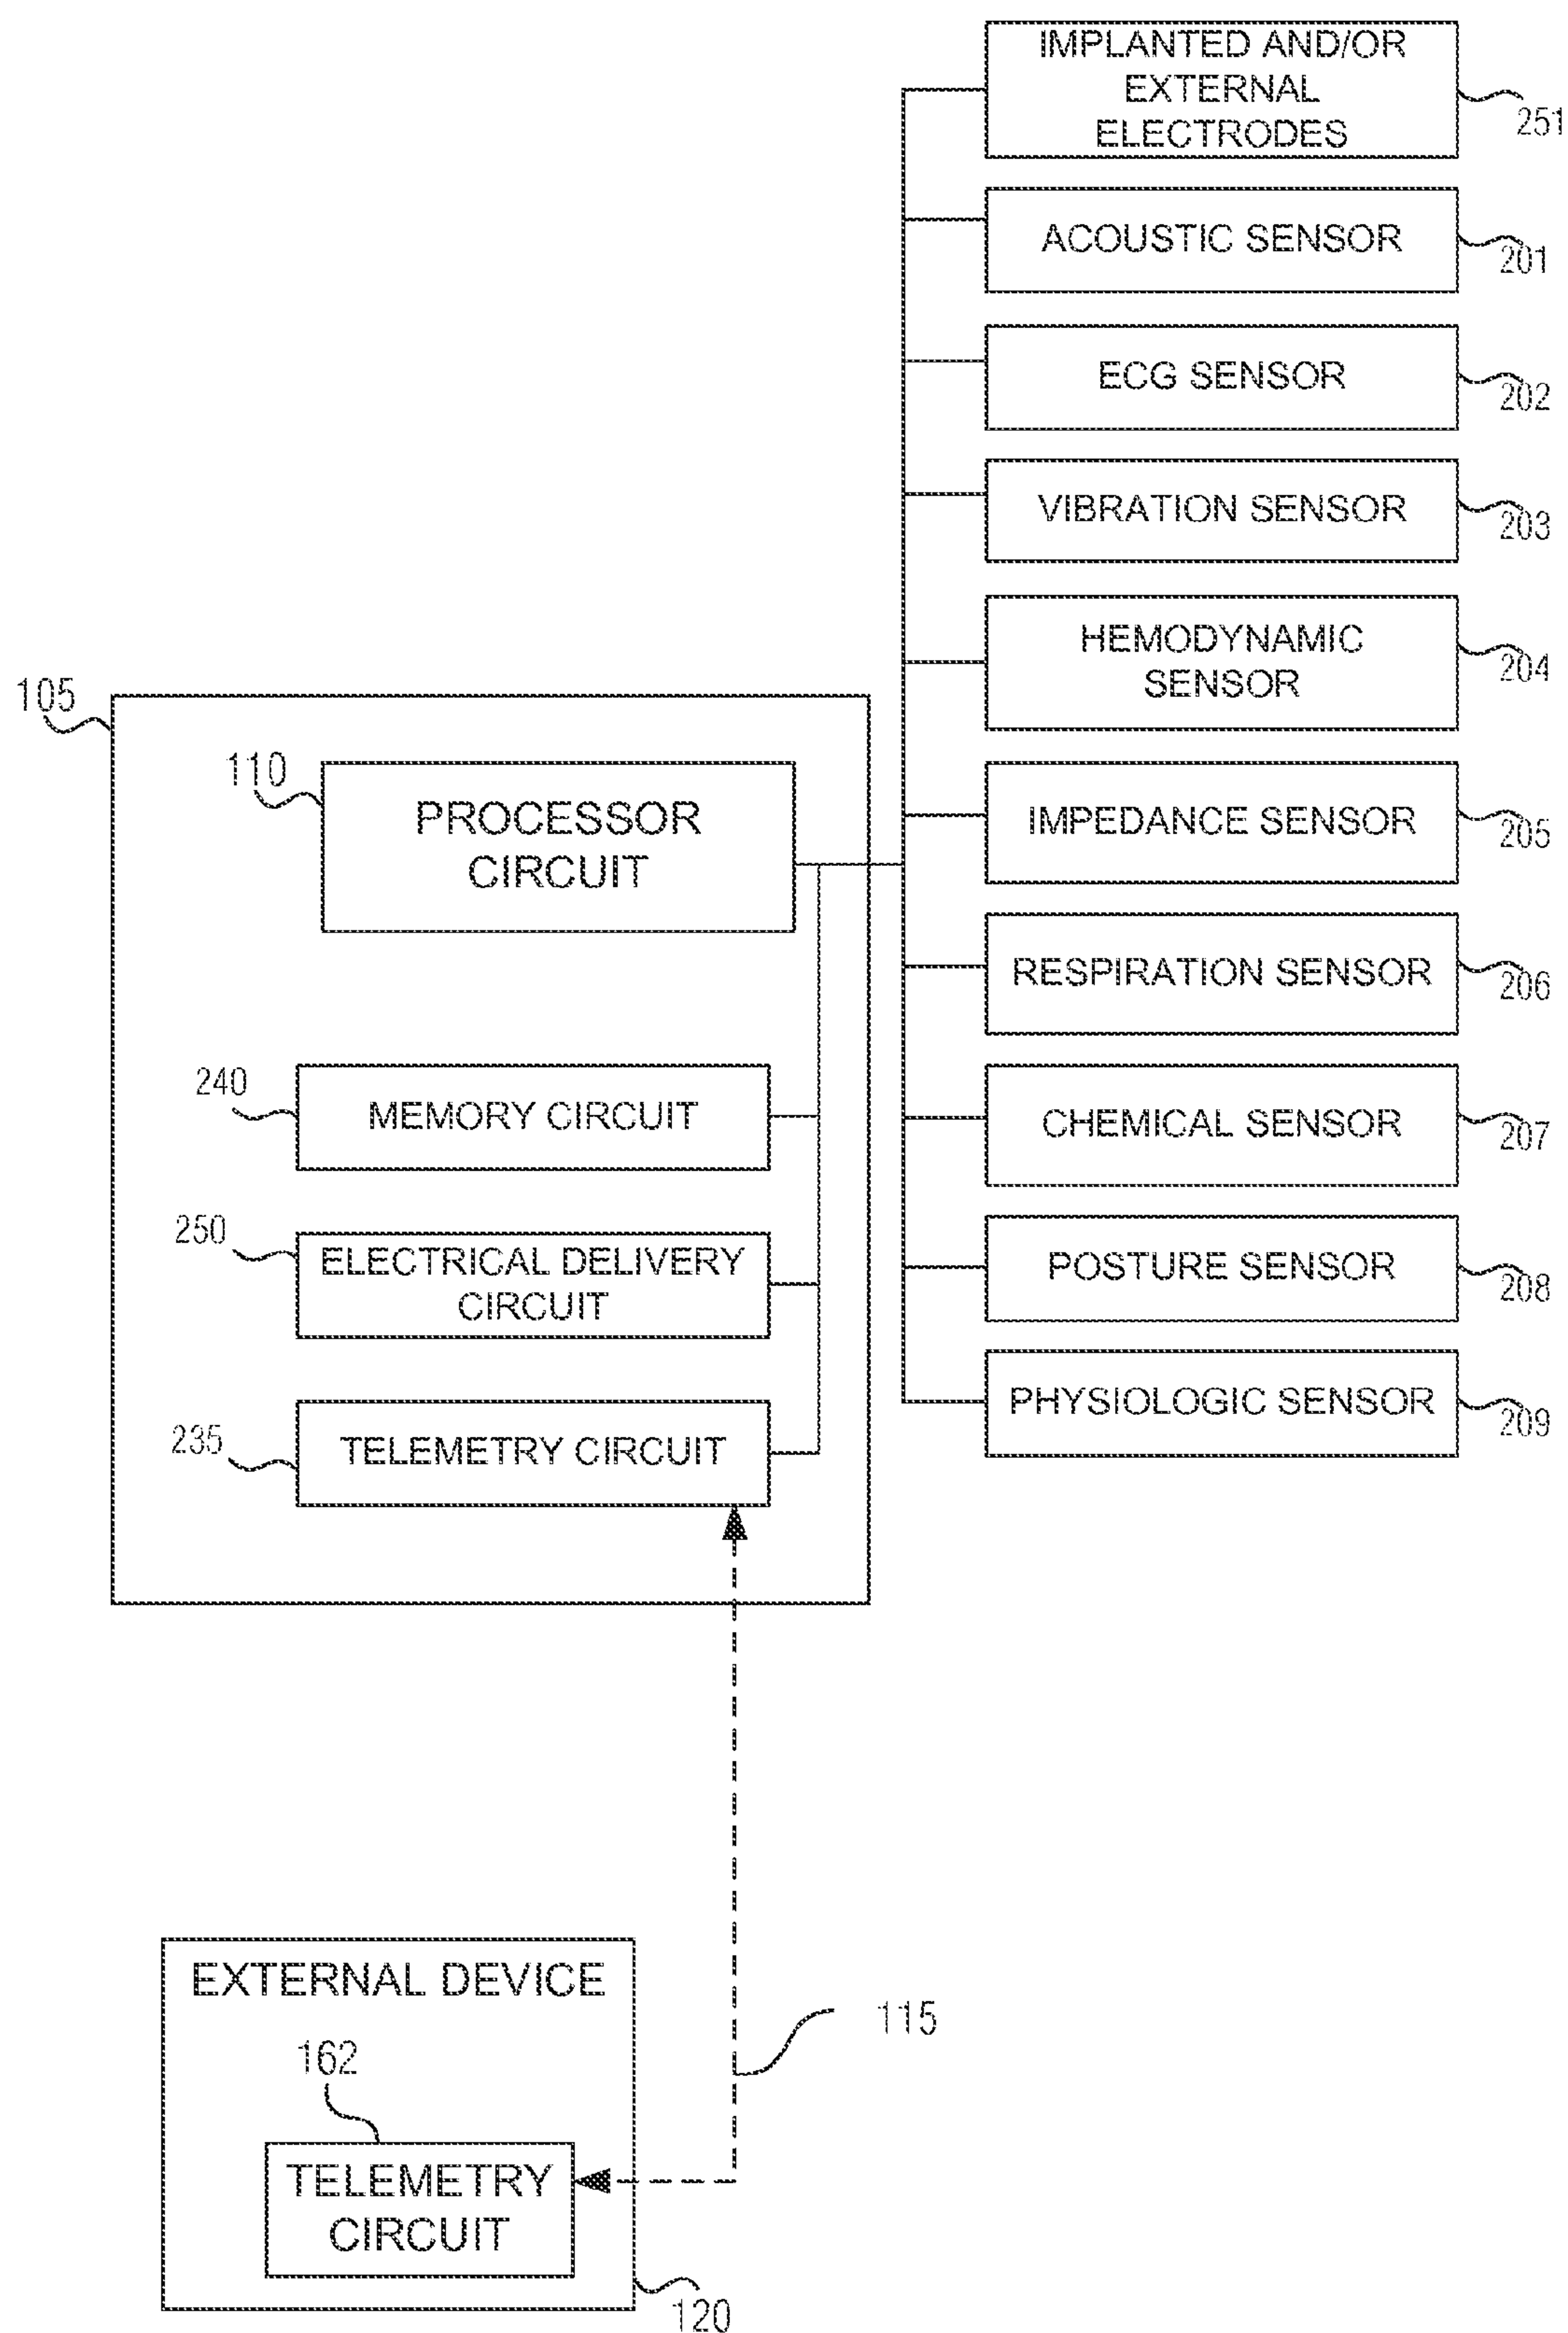 IMPLANTED AND/OR
EXTERNAL
ELECTRODES
251
ACOUSTIC SENSOR
201
ECG SENSOR
202
VIBRATION SENSOR
203
HEMODYNAMIC
SENSOR
204
105
110
PROCESSOR
CIRCUIT
IMPEDANCE SENSOR
205
RESPIRATION SENSOR
206
240
MEMORY CIRCUIT
CHEMICAL SENSOR
207
250
ELECTRICAL DELIVERY
CIRCUIT
POSTURE SENSOR
208
235
TELEMETRY CIRCUIT
PHYSIOLOGIC SENSOR
209
EXTERNAL DEVICE
115
162
TELEMETRY
CIRCUIT
120